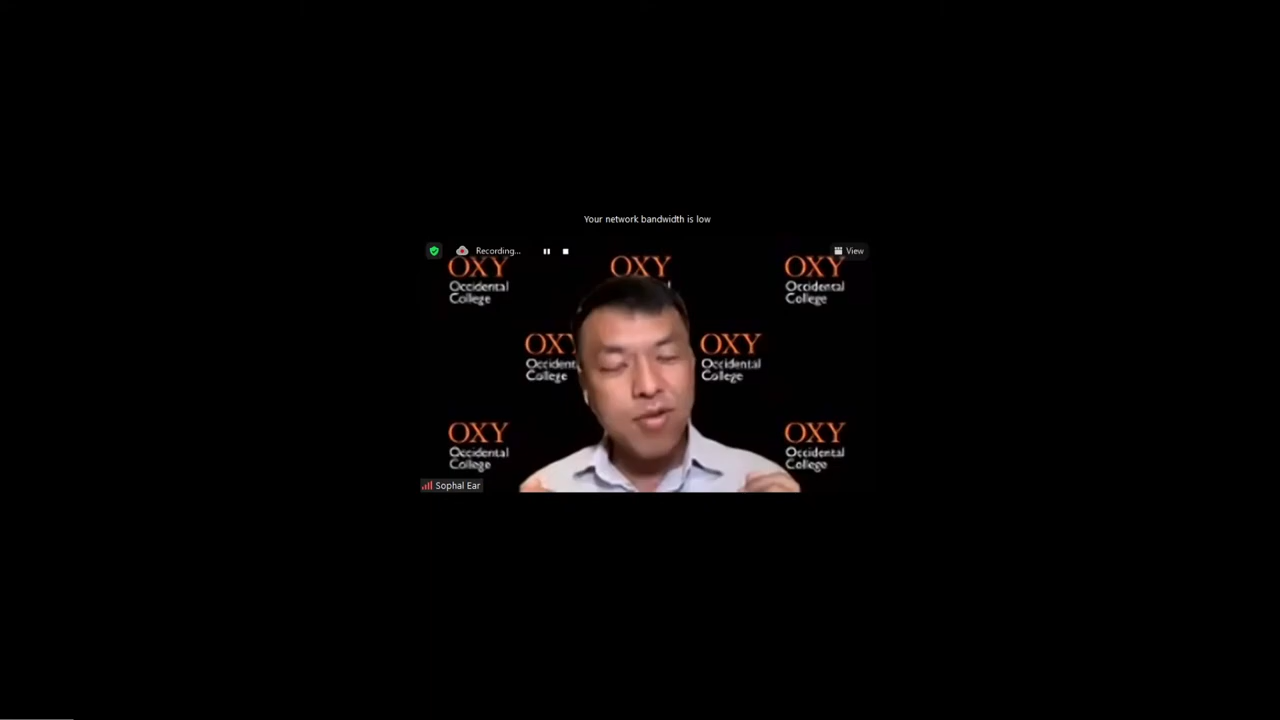 Your network bandwidth is low
Recording...
View
OXY
Occidental
College
OXY
OXY
Occidental
College
OXY
Occident
College
OXY
Occidental
College
OXY
Occidental
College
OXY
Occidental
College
Sophal Ear